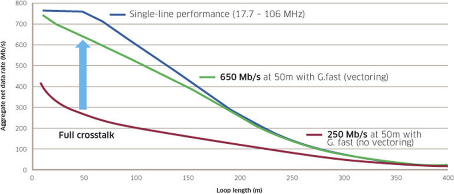 800
700
600
500
400
300
200
100
0
Aggregate net data rate (Mb/s)
Single-line performance (17.7 – 106 MHz)
650 Mb/s at 50m with G.fast (vectoring)
Full crosstalk
250 Mb/s at 50m with
G. fast (no vectoring)
0 50 100 150 200 250 300 350 400
Loop length (m)